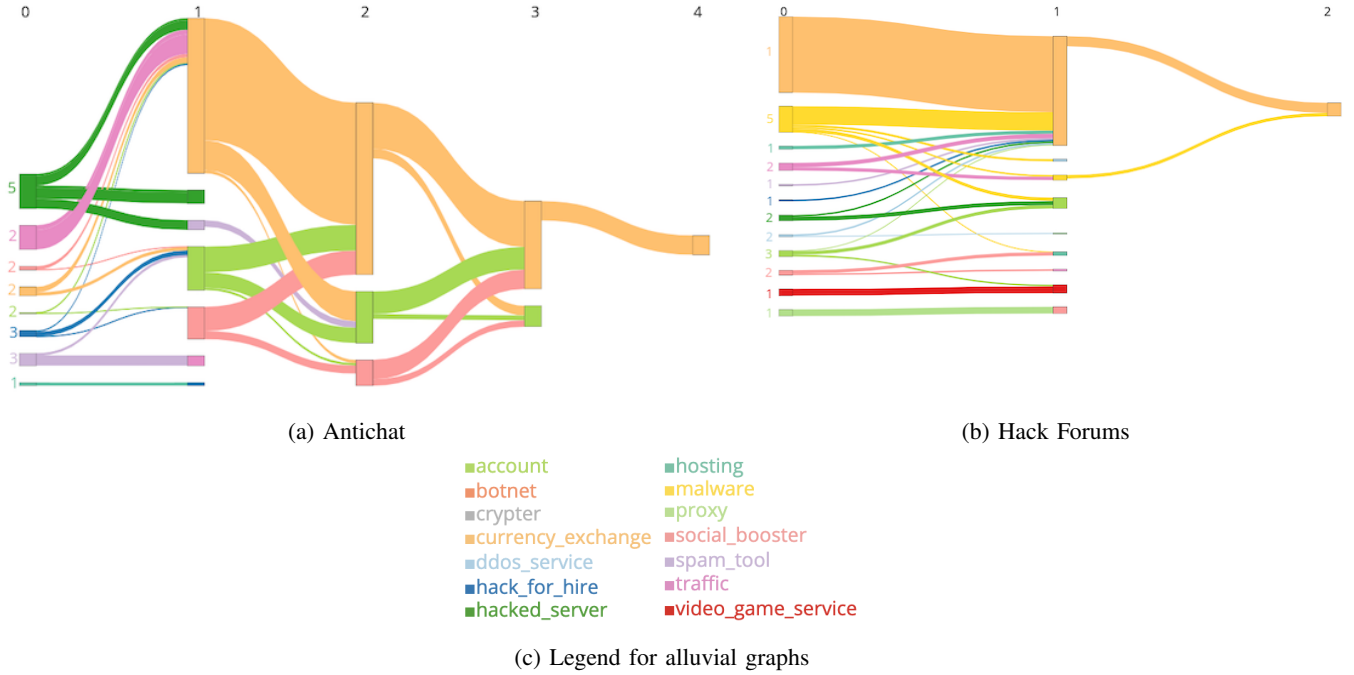 0 1 2 3 4
5
2
2
2
2
3
3
1
0 1 2
1
5
1
2
1
1
2
2
3
2
1
1
(a) Antichat
(b) Hack Forums
account
botnet
crypter
currency_exchange
ddos_service
hack_for_hire
hacked_server
hosting
malware
proxy
social_booster
spam_tool
traffic
video_game_service
(c) Legend for alluvial graphs